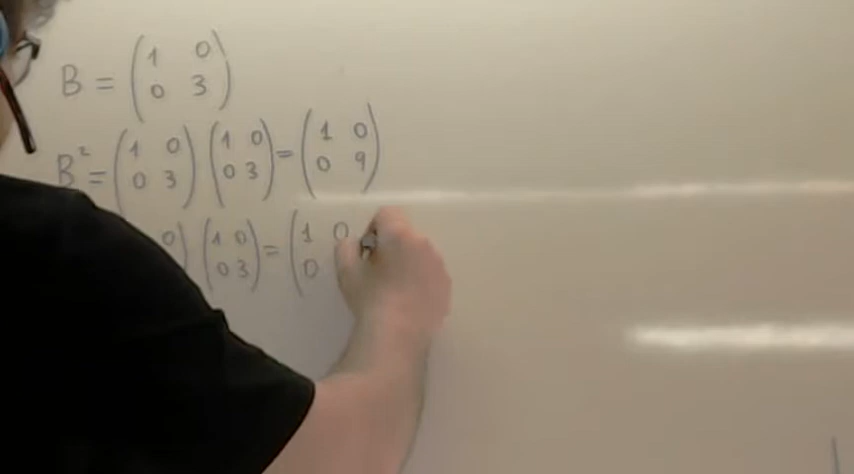 B = (1 0
0 3)
B² = (1 0
0 3) (1 0
0 3) = (1 0
0 9)
0) (1 0
0 3) = (1 0
0